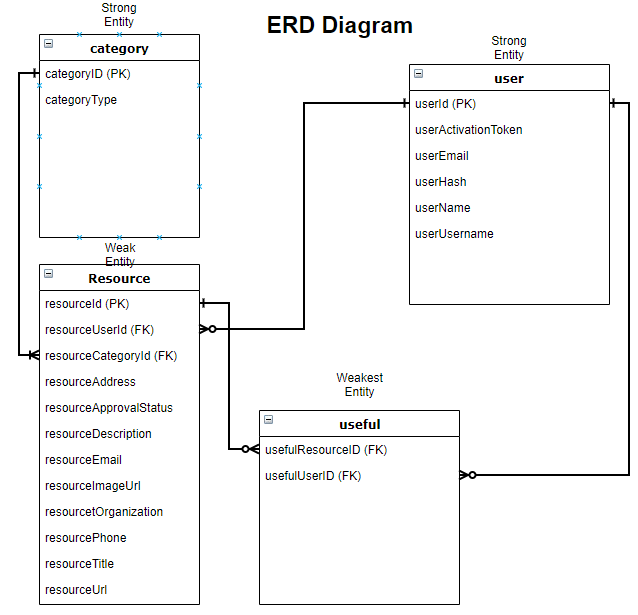 ERD Diagram
Strong
Entity
category
categoryID (PK)
categoryType
Strong
Entity
user
userId (PK)
userActivationToken
userEmail
userHash
userName
userUsername
Weak
Entity
Resource
resourceId (PK)
resourceUserId (FK)
resourceCategoryId (FK)
resourceAddress
resourceApprovalStatus
resourceDescription
resourceEmail
resourceImageUrl
resourcetOrganization
resourcePhone
resourceTitle
resourceUrl
Weakest
Entity
useful
usefulResourceID (FK)
usefulUserID (FK)